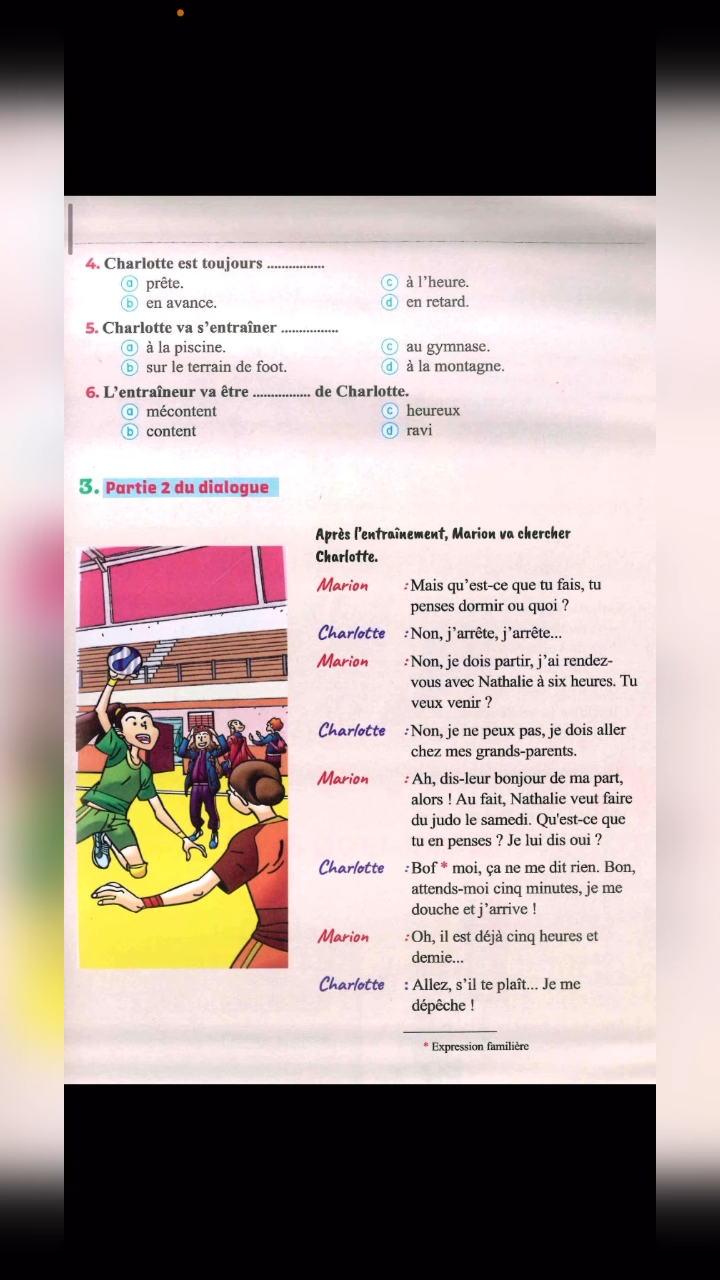 4. Charlotte est toujours ................
a prête.
b en avance.
c à l'heure.
d en retard.
5. Charlotte va s'entraîner ................
a à la piscine.
b sur le terrain de foot.
c au gymnase.
d à la montagne.
6. L'entraîneur va être ................ de Charlotte.
a mécontent
b content
c heureux
d ravi
3. Partie 2 du dialogue
Après l'entraînement, Marion va chercher
Charlotte.
Marion : Mais qu'est-ce que tu fais, tu
penses dormir ou quoi ?
Charlotte : Non, j'arrête, j'arrête...
Marion : Non, je dois partir, j'ai rendez-
vous avec Nathalie à six heures. Tu
veux venir ?
Charlotte : Non, je ne peux pas, je dois aller
chez mes grands-parents.
Marion : Ah, dis-leur bonjour de ma part,
alors ! Au fait, Nathalie veut faire
du judo le samedi. Qu'est-ce que
tu en penses ? Je lui dis oui ?
Charlotte : Bof * moi, ça ne me dit rien. Bon,
attends-moi cinq minutes, je me
douche et j'arrive !
Marion : Oh, il est déjà cinq heures et
demie...
Charlotte : Allez, s'il te plaît... Je me
dépêche !
* Expression familière